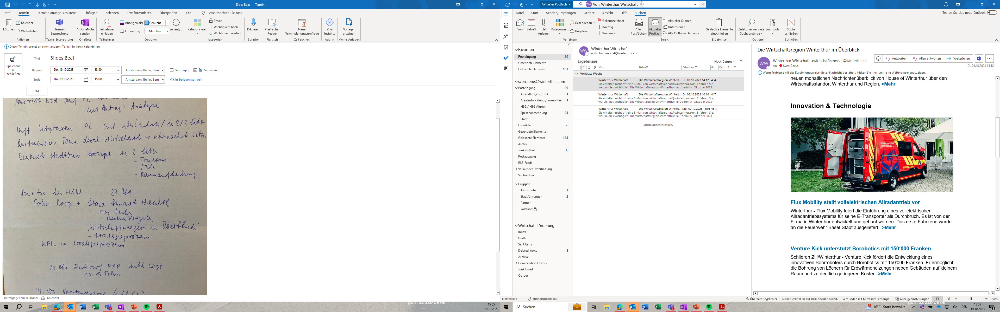 Slides Beat - Termin
Datei Termin Terminplanungs-Assistent Einfügen Zeichnen Text formatieren Überprüfen Hilfe Was möchten Sie tun?
Löschen
Kalender
Weiterleiten
Aktionen
Teams-Besprechung
Teams-Besprechung
An OneNote senden
OneNote
Teilnehmer einladen
Teilnehmer
Anzeigen als: Gebucht
Erinnerung: 15 Minuten
Serientyp
Optionen
Kategorisieren
Privat
Wichtigkeit: hoch
Wichtigkeit: niedrig
Kategorien
Diktieren
Sprache
Plastischer Reader
Plastisch
Neue Terminplanungsumfrage
Zeit suchen
Viva Insights
Add-In
Vorlagen anzeigen
Meine Vorlagen
Dieser Termin grenzt an einen anderen Termin in Ihrem Kalender an.
Speichern & schließen
Titel Slides Beat
Beginn Do. 19.10.2023 13:30 Amsterdam, Berlin, Bern, Ganztägig Zeitzonen
Ende Do. 19.10.2023 15:00 Amsterdam, Berlin, Bern, In Serie umwandeln
Ort
mit Antrag + Analyse
Citytaxen PL auf übernächste/in 2/3 Sitz.
Tour. durch Wirtschaft -> übernächste Sitz.
Stadtbus in 2 Sitz.
- Traffic
- Miete
- Raumaufteilung
bei HAW 27. Okt.
Folien Loop + Stand Smart Health
was bisher
weiteres Vorgehen
"Wirtschaftsregion im Überblick"
- Strategieprozess
KPIs in Strategieprozess
20. Okt. Entwurf PPP inkl. Logo
10-15 Folien
14. Nov.
In freigegebenem Ordner Kalender
15:05
19.10.2023
Aktuelles Postfach WW Von: Winterthur Wirtschaft
Datei Start Senden/Empfangen Ordner Ansicht Hilfe Suchen
Testen Sie das neue Outlook
Von
Betreff
Hat Anlagen
Kategorisiert
Gesendet an
Ungelesen
Gekennzeichnet
Wichtig
Weitere
Verfeinern
Allen Postfächern
Aktuelles Postfach
Aktueller Ordner
Unterordner
Alle Outlook-Elemente
Bereich
Gelöschte Elemente einschließen
Ergebnisse
Zuletzt verwendete Suchvorgänge
Suchtools
Optionen
Suche schließen
Schließen
Favoriten
Posteingang 20
Gesendete Elemente
Gelöschte Elemente 183
sven.corus@winterthur.com
Posteingang 20
Ansiedlungen / GZA 1
Arealentwicklung / Immobilien 1
HSG / HSG Alumni
Spesenabrechnung 23
Stadt
Entwürfe [7]
Gesendete Elemente
Gelöschte Elemente 183
Archiv
Junk-E-Mail [4]
Postausgang
RSS-Feeds
Verlauf der Unterhaltung
Suchordner
Gruppen
Tourist Info 3
Stadtführungen 2
Partner
Vorstand
Wirtschaftsförderung
Inbox
Drafts
Sent Items
Deleted Items 1
Archive
Conversation History
Junk Email
Outbox
WW Winterthur Wirtschaft
wirtschaftsmonat@winterthur.com
Ergebnisse Nach Datum
Von Betreff Erhalten Gr... Kat... E...
Vorletzte Woche
Winterthur Wirtschaft Die Wirtschaftsregion Wintert... Di. 03.10.2023 14:12 454...
Sie erhalten nicht oft eine E-Mail von wirtschaftsmonat@winterthur.com. Erfahren Sie,
warum dies wichtig ist Die Wirtschaftsregion Winterthur im Überblick Oktober 2023
Winterthur Wirtschaft Die Wirtschaftsregion Wintert... Di. 03.10.2023 10:10 447...
Sie erhalten nicht oft eine E-Mail von wirtschaftsmonat@winterthur.com. Erfahren Sie,
warum dies wichtig ist Die Wirtschaftsregion Winterthur im Überblick Oktober 2023
Winterthur Wirtschaft Die Wirtschaftsregion Wintert... Mo. 02.10.2023 11:01 431...
Sie erhalten nicht oft eine E-Mail von wirtschaftsmonat@winterthur.com. Erfahren Sie,
warum dies wichtig ist Die Wirtschaftsregion Winterthur im Überblick Oktober 2023
Suche abgeschlossen.
Die Wirtschaftsregion Winterthur im Überblick
WW Winterthur Wirtschaft <wirtschaftsmonat@winterthur.c
An Sven Corus
Antworten Allen antworten Weiterleiten
Di. 03.10.2023 14:12
Wenn Probleme mit der Darstellungsweise dieser Nachricht bestehen, klicken Sie hier, um sie im Webbrowser anzuzeigen.
neuen monatlichen Nachrichtenüberblick von House of Winterthur über den
Wirtschaftsstandort Winterthur und Region. >Mehr
Innovation & Technologie
18
HÖHENRETTUNG
Flux Mobility stellt vollelektrischen Allradantrieb vor
Winterthur - Flux Mobility feiert die Einführung eines vollelektrischen
Allradantriebssystems für seine E-Transporter als Durchbruch. Es ist von der
Firma in Winterthur entwickelt und gebaut worden. Das erste Fahrzeug wurde
an die Feuerwehr Basel-Stadt ausgeliefert. >Mehr
Venture Kick unterstützt Borobotics mit 150'000 Franken
Schlieren ZH/Winterthur - Venture Kick fördert die Entwicklung eines
innovativen Bohrroboters durch Borobotics mit 150'000 Franken. Er ermöglicht
die Bohrung von Löchern für Erdwärmeheizungen neben Gebäuden auf kleinem
Raum und zu deutlich geringeren Kosten. >Mehr
Elemente: 3 Erinnerungen: 367
Übermittlungsfehler Dieser Ordner ist auf dem neusten Stand. Verbunden mit Microsoft Exchange Anzeigeeinstellungen 100%
Suchen
16°C Stark bewölkt DEU 15:05
19.10.2023 38